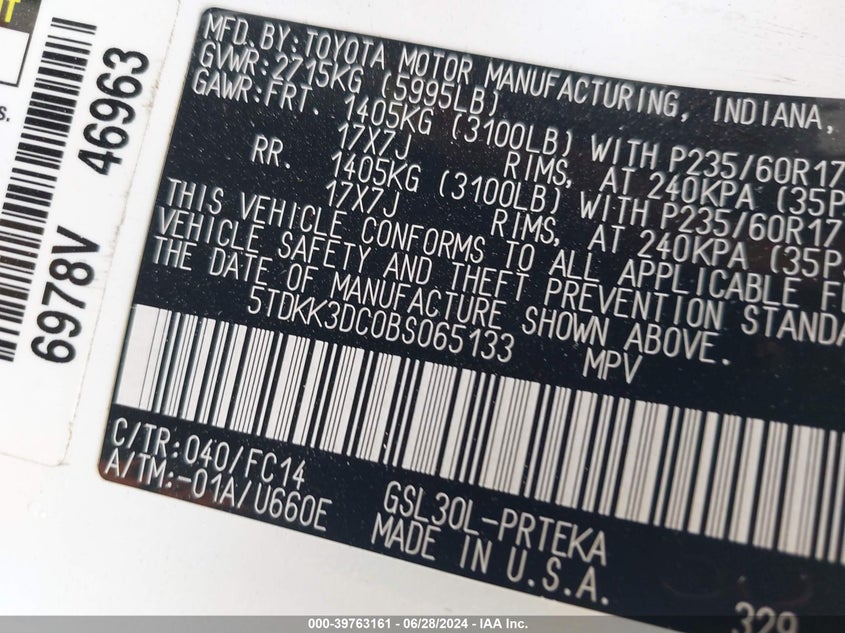 MFD.BY:TOYOTA MOTOR MANUFACTURING, INDIANA,
GVWR:2715KG (5995LB)
GAWR:FRT. 1405KG (3100LB) WITH P235/60R17
17X7J RIMS, AT 240KPA (35P
RR. 1405KG (3100LB) WITH P235/60R17
17X7J RIMS, AT 240KPA (35P
THIS VEHICLE CONFORMS TO ALL APPLICABLE F
VEHICLE SAFETY AND THEFT PREVENTION STANDA
THE DATE OF MANUFACTURE SHOWN ABOVE.
5TDKK3DC0BS065133 MPV
C/TR:040/FC14
A/TM:-01A/U660E
GSL30L-PRTEKA
MADE IN U.S.A.
329
6978V 46963
000-39763161 - 06/28/2024 - IAA Inc.